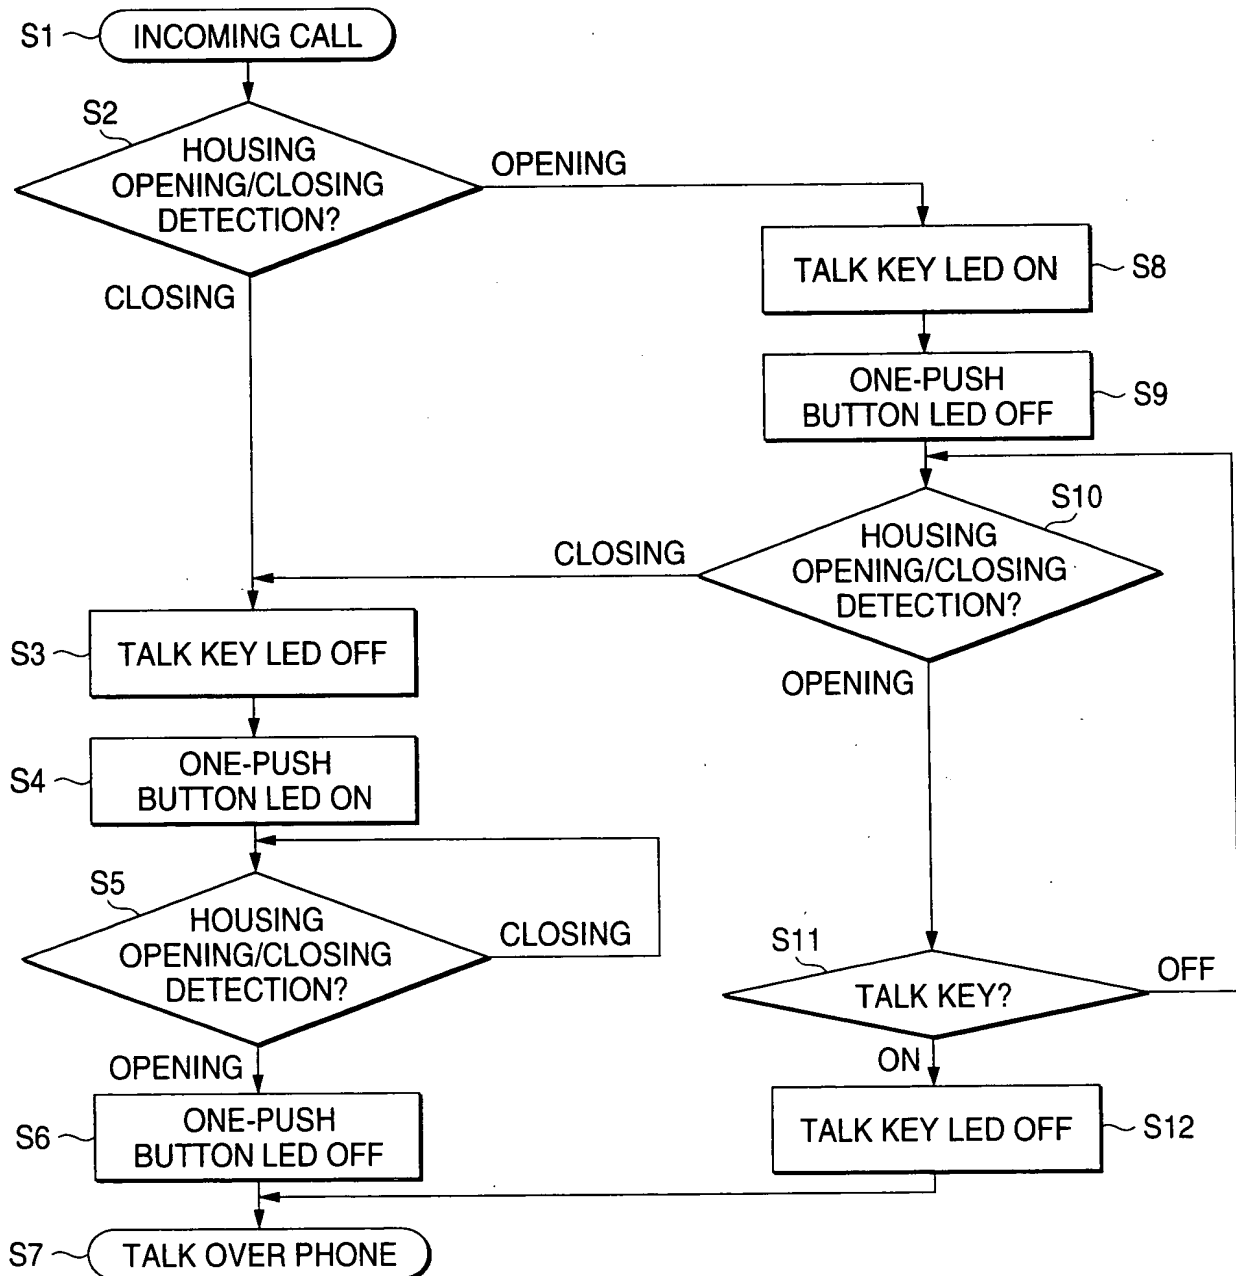 S1
INCOMING CALL
S2
HOUSING
OPENING/CLOSING
DETECTION?
OPENING
CLOSING
TALK KEY LED ON
S8
ONE-PUSH
BUTTON LED OFF
S9
S10
HOUSING
OPENING/CLOSING
DETECTION?
CLOSING
OPENING
S3
TALK KEY LED OFF
S4
ONE-PUSH
BUTTON LED ON
S5
HOUSING
OPENING/CLOSING
DETECTION?
CLOSING
OPENING
S11
TALK KEY?
OFF
ON
S6
ONE-PUSH
BUTTON LED OFF
TALK KEY LED OFF
S12
S7
TALK OVER PHONE